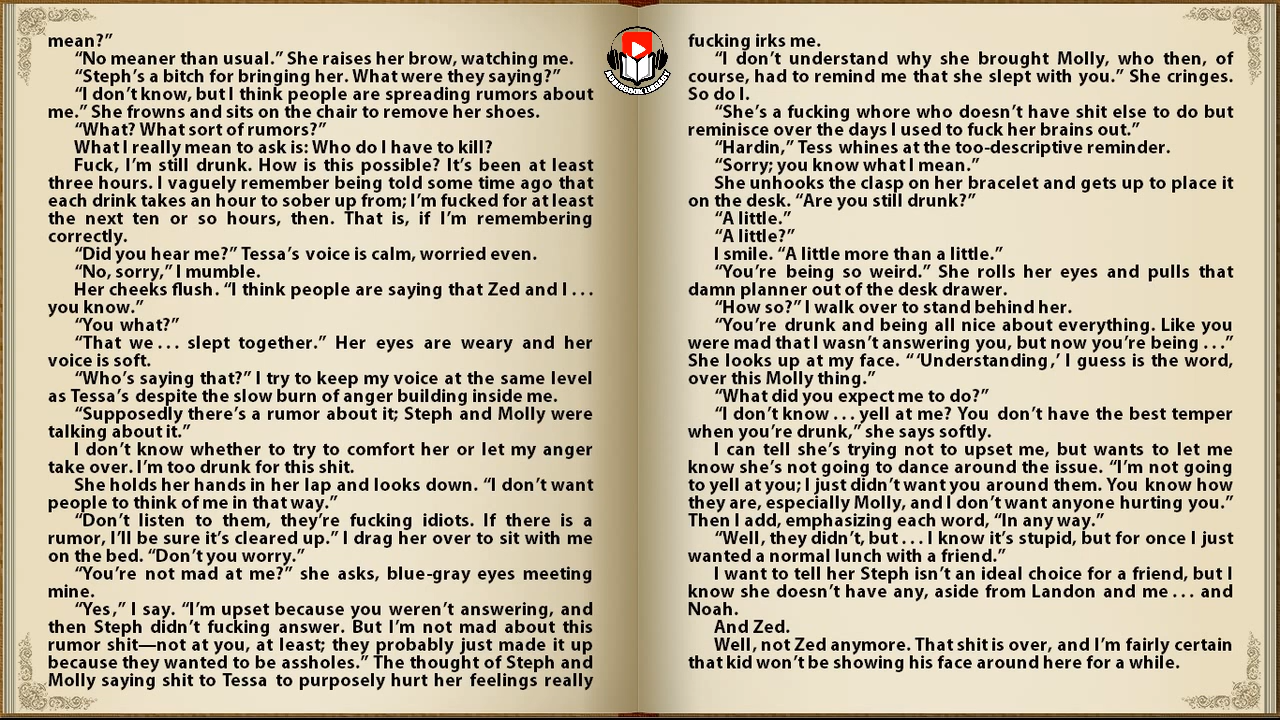 mean?”
“No meaner than usual.” She raises her brow, watching me.
“Steph’s a bitch for bringing her. What were they saying?”
“I don’t know, but I think people are spreading rumors about
me.” She frowns and sits on the chair to remove her shoes.
“What? What sort of rumors?”
What I really mean to ask is: Who do I have to kill?
Fuck, I’m still drunk. How is this possible? It’s been at least
three hours. I vaguely remember being told some time ago that
each drink takes an hour to sober up from; I’m fucked for at least
the next ten or so hours, then. That is, if I’m remembering
correctly.
“Did you hear me?” Tessa’s voice is calm, worried even.
“No, sorry,” I mumble.
Her cheeks flush. “I think people are saying that Zed and I . . .
you know.”
“You what?”
“That we . . . slept together.” Her eyes are weary and her
voice is soft.
“Who’s saying that?” I try to keep my voice at the same level
as Tessa’s despite the slow burn of anger building inside me.
“Supposedly there’s a rumor about it; Steph and Molly were
talking about it.”
I don’t know whether to try to comfort her or let my anger
take over. I’m too drunk for this shit.
She holds her hands in her lap and looks down. “I don’t want
people to think of me in that way.”
“Don’t listen to them, they’re fucking idiots. If there is a
rumor, I’ll be sure it’s cleared up.” I drag her over to sit with me
on the bed. “Don’t you worry.”
“You’re not mad at me?” she asks, blue-gray eyes meeting
mine.
“Yes,” I say. “I’m upset because you weren’t answering, and
then Steph didn’t fucking answer. But I’m not mad about this
rumor shit—not at you, at least; they probably just made it up
because they wanted to be assholes.” The thought of Steph and
Molly saying shit to Tessa to purposely hurt her feelings really
fucking irks me.
“I don’t understand why she brought Molly, who then, of
course, had to remind me that she slept with you.” She cringes.
So do I.
“She’s a fucking whore who doesn’t have shit else to do but
reminisce over the days I used to fuck her brains out.”
“Hardin,” Tess whines at the too-descriptive reminder.
“Sorry; you know what I mean.”
She unhooks the clasp on her bracelet and gets up to place it
on the desk. “Are you still drunk?”
“A little.”
“A little?”
I smile. “A little more than a little.”
“You’re being so weird.” She rolls her eyes and pulls that
damn planner out of the desk drawer.
“How so?” I walk over to stand behind her.
“You’re drunk and being all nice about everything. Like you
were mad that I wasn’t answering you, but now you’re being . . .”
She looks up at my face. “‘Understanding,’ I guess is the word,
over this Molly thing.”
“What did you expect me to do?”
“I don’t know . . . yell at me? You don’t have the best temper
when you’re drunk,” she says softly.
I can tell she’s trying not to upset me, but wants to let me
know she’s not going to dance around the issue. “I’m not going
to yell at you; I just didn’t want you around them. You know how
they are, especially Molly, and I don’t want anyone hurting you.”
Then I add, emphasizing each word, “In any way.”
“Well, they didn’t, but . . . I know it’s stupid, but for once I just
wanted a normal lunch with a friend.”
I want to tell her Steph isn’t an ideal choice for a friend, but I
know she doesn’t have any, aside from Landon and me . . . and
Noah.
And Zed.
Well, not Zed anymore. That shit is over, and I’m fairly certain
that kid won’t be showing his face around here for a while.
AUDIOBOOK LIBRARY